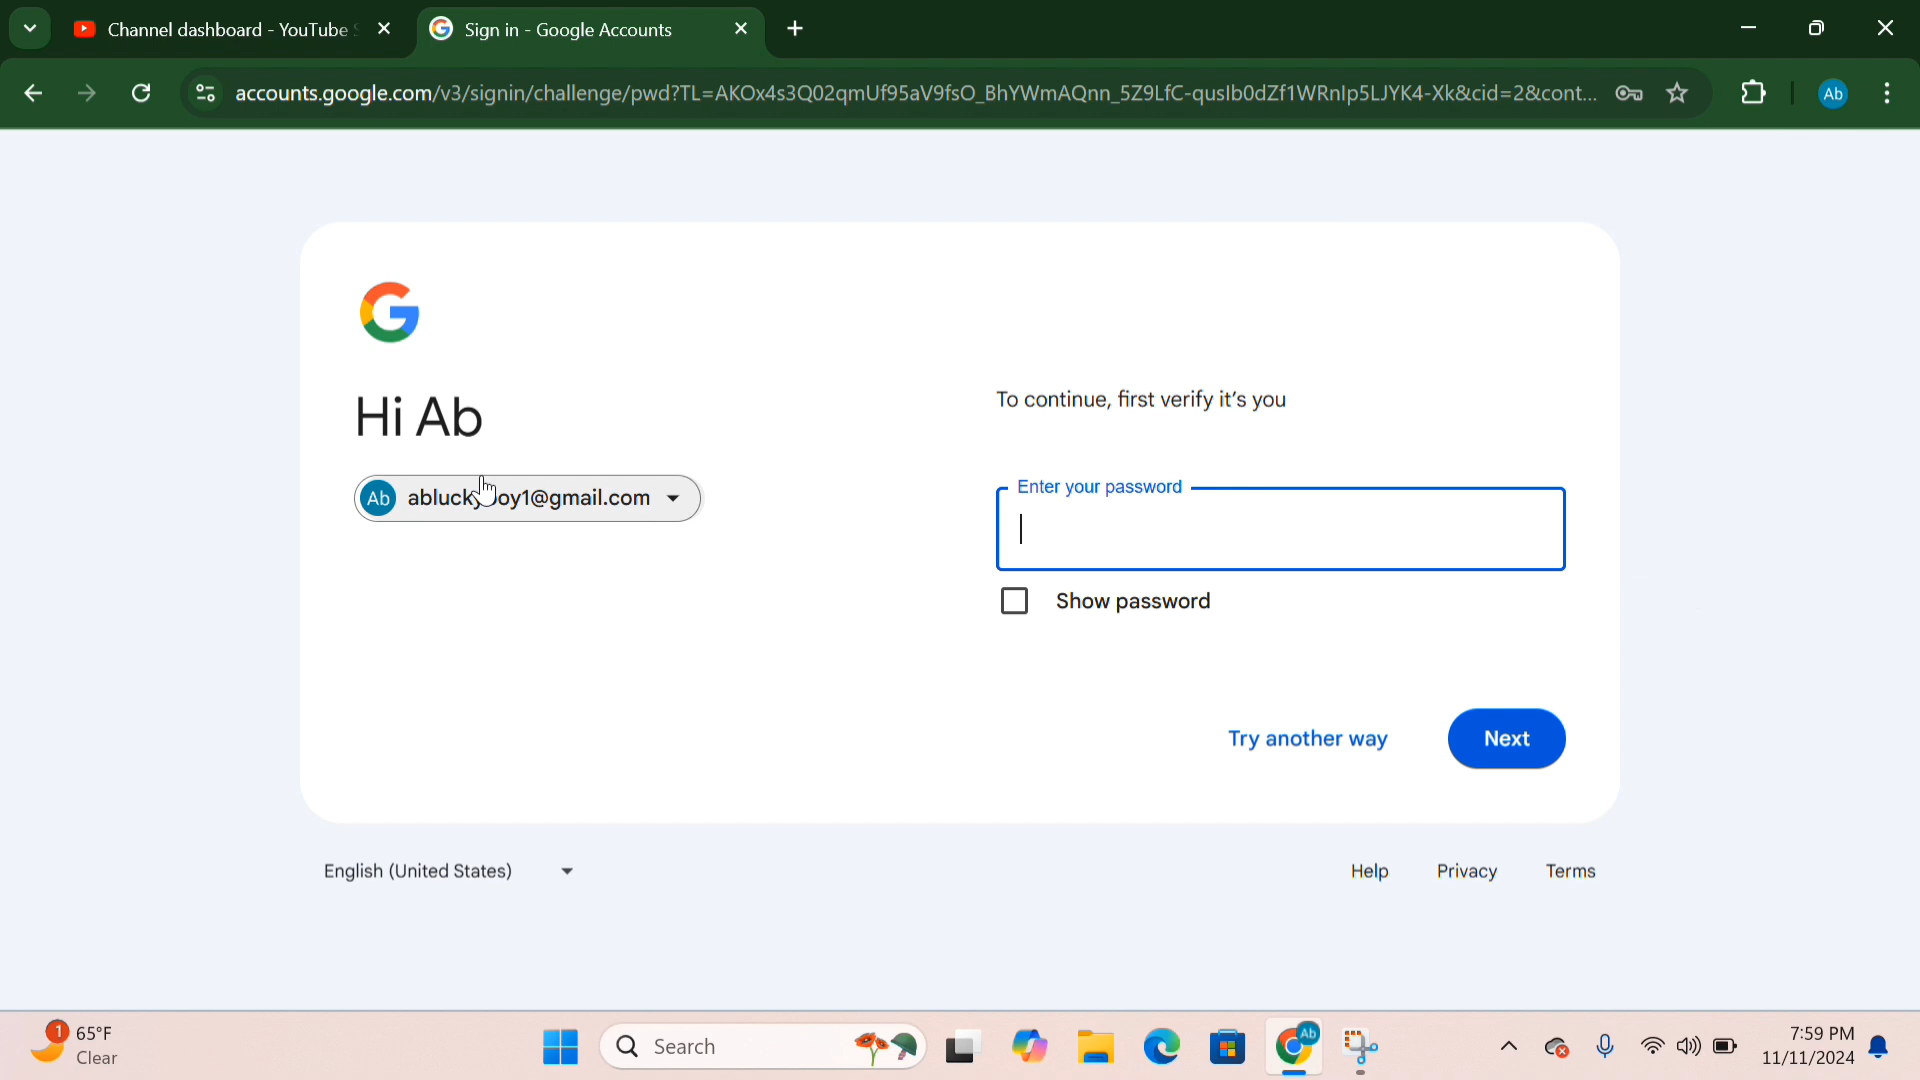 Channel dashboard - YouTube
Sign in - Google Accounts
accounts.google.com/v3/signin/challenge/pwd?TL=AKOx4s3Q02qmUf95aV9fsO_BhYWmAQnn_5Z9LfC-quslb0dZf1WRnlp5LJYK4-Xk&cid=2&cont...
Ab
Hi Ab
Ab
To continue, first verify it's you
Enter your password
Show password
Try another way
Next
English (United States)
Help
Privacy
Terms
1
65°F
Clear
Search
Ab
7:59 PM
11/11/2024